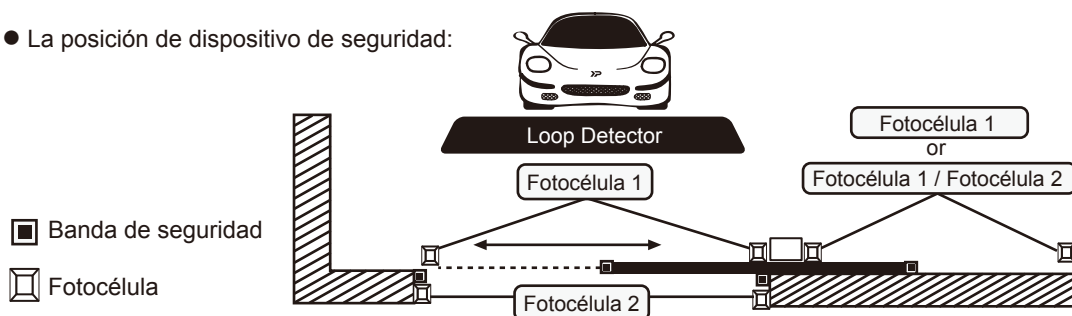 ● La posición de dispositivo de seguridad:
Loop Detector
Fotocélula 1
or
Fotocélula 1 / Fotocélula 2
Fotocélula 1
Banda de seguridad
Fotocélula
Fotocélula 2